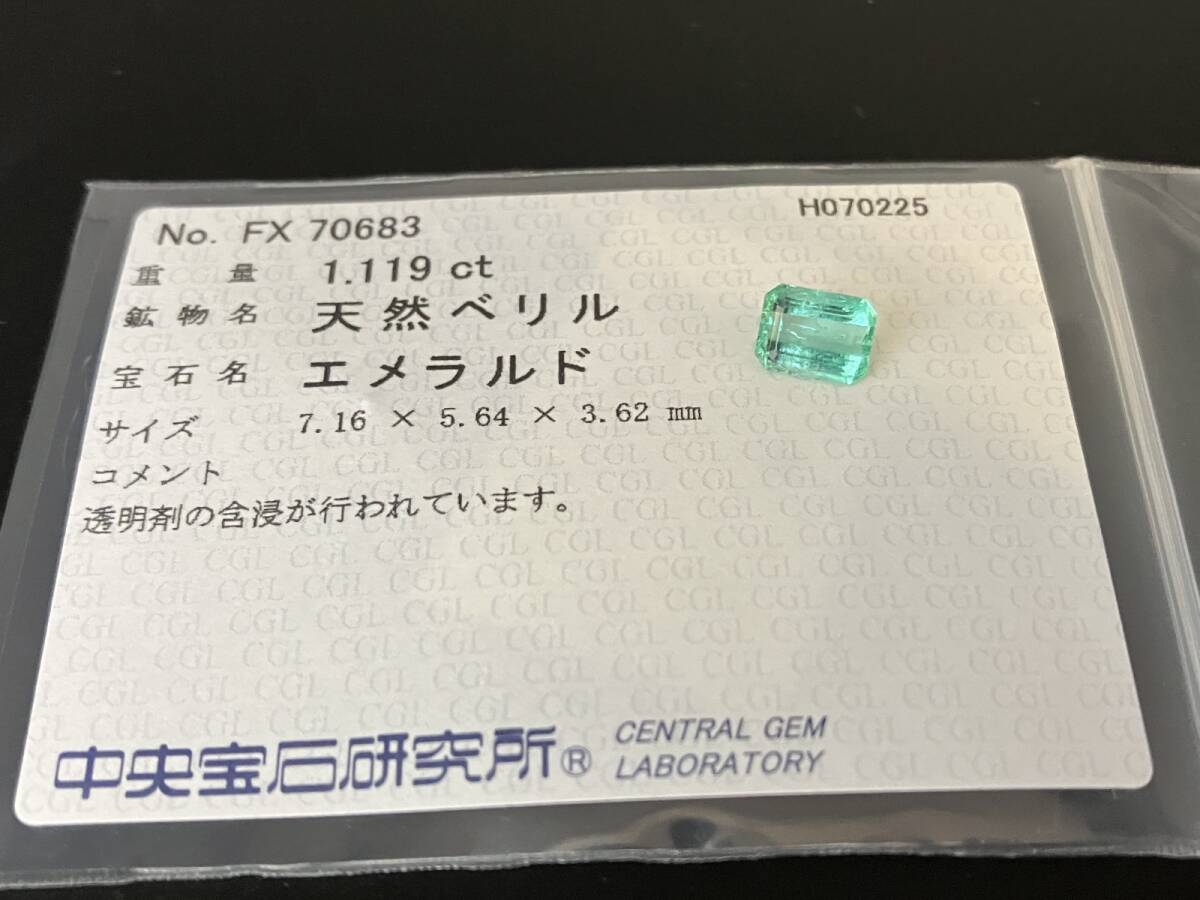 No. FX 70683
H070225
重量 1.119 ct
鉱物名 天然ベリル
宝石名 エメラルド
サイズ 7.16 × 5.64 × 3.62 mm
コメント
透明剤の含浸が行われています。
中央宝石研究所® CENTRAL GEM
LABORATORY